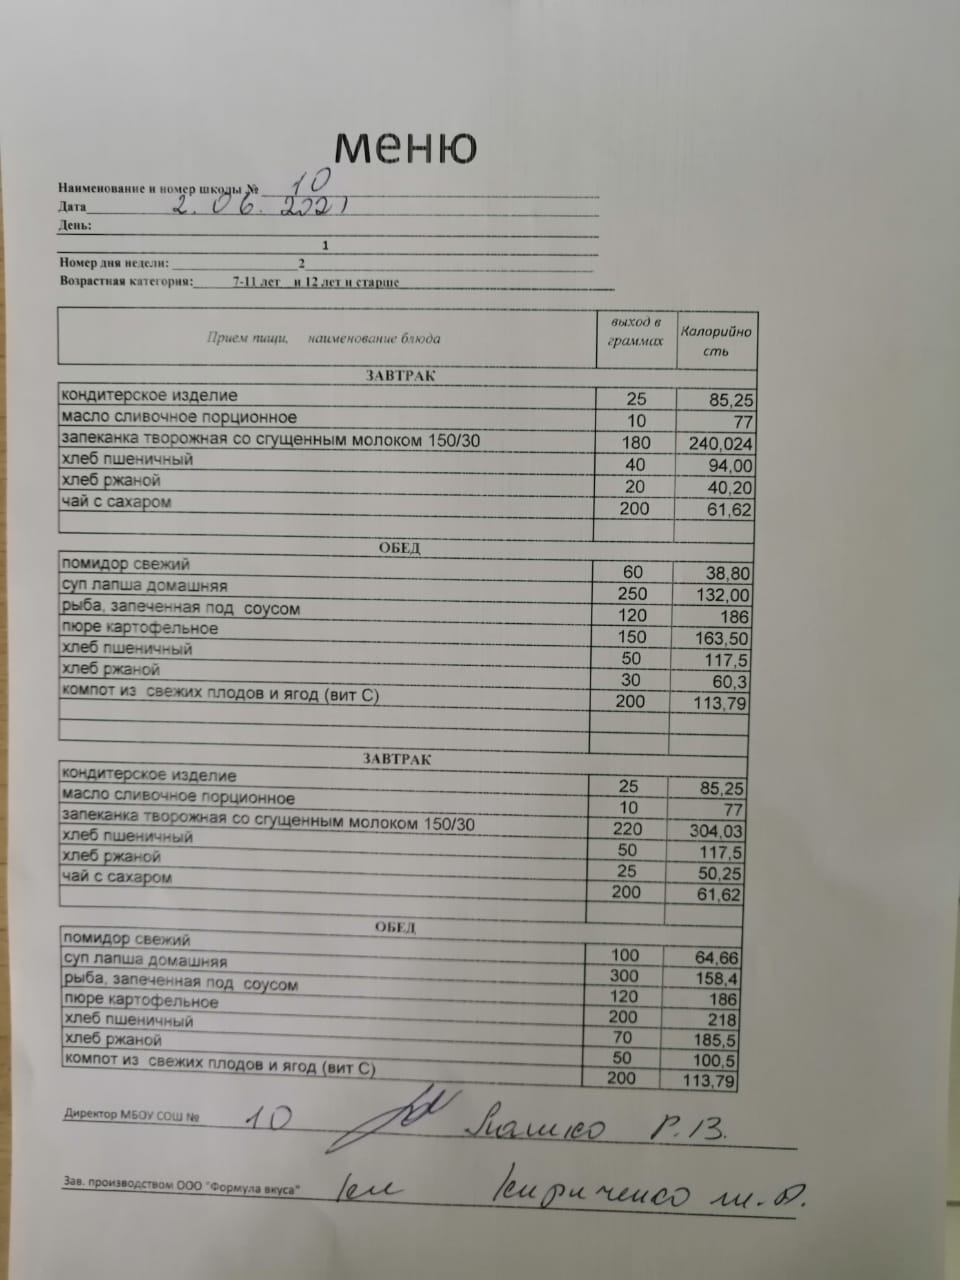 меню
Наименование и номер школы № 10
Дата 2.06.2021
День:
1
Номер дня недели: 2
Возрастная категория: 7-11 лет и 12 лет и старше
Прием пищи, наименование блюда выход в граммах Калорийно сть
ЗАВТРАК
кондитерское изделие 25 85,25
масло сливочное порционное 10 77
запеканка творожная со сгущенным молоком 150/30 180 240,024
хлеб пшеничный 40 94,00
хлеб ржаной 20 40,20
чай с сахаром 200 61,62
ОБЕД
помидор свежий 60 38,80
суп лапша домашняя 250 132,00
рыба, запеченная под соусом 120 186
пюре картофельное 150 163,50
хлеб пшеничный 50 117,5
хлеб ржаной 30 60,3
компот из свежих плодов и ягод (вит С) 200 113,79
ЗАВТРАК
кондитерское изделие 25 85,25
масло сливочное порционное 10 77
запеканка творожная со сгущенным молоком 150/30 220 304,03
хлеб пшеничный 50 117,5
хлеб ржаной 25 50,25
чай с сахаром 200 61,62
ОБЕД
помидор свежий 100 64,66
суп лапша домашняя 300 158,4
рыба, запеченная под соусом 120 186
пюре картофельное 200 218
хлеб пшеничный 70 185,5
хлеб ржаной 50 100,5
компот из свежих плодов и ягод (вит С) 200 113,79
Директор МБОУ СОШ № 10 Р.В.
Зав. производством ООО "Формула вкуса" Кириченко